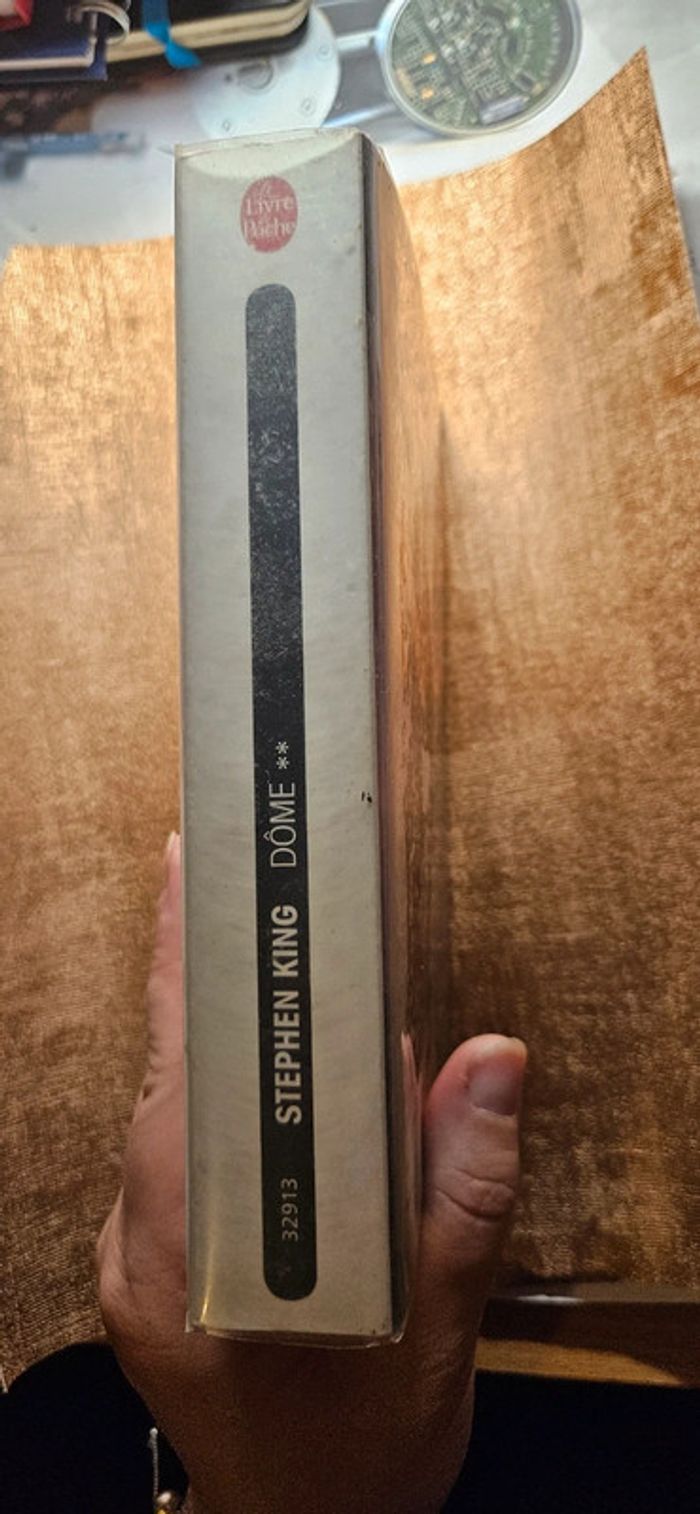 Le
Livre
de
Poche
32913 STEPHEN KING DÔME **